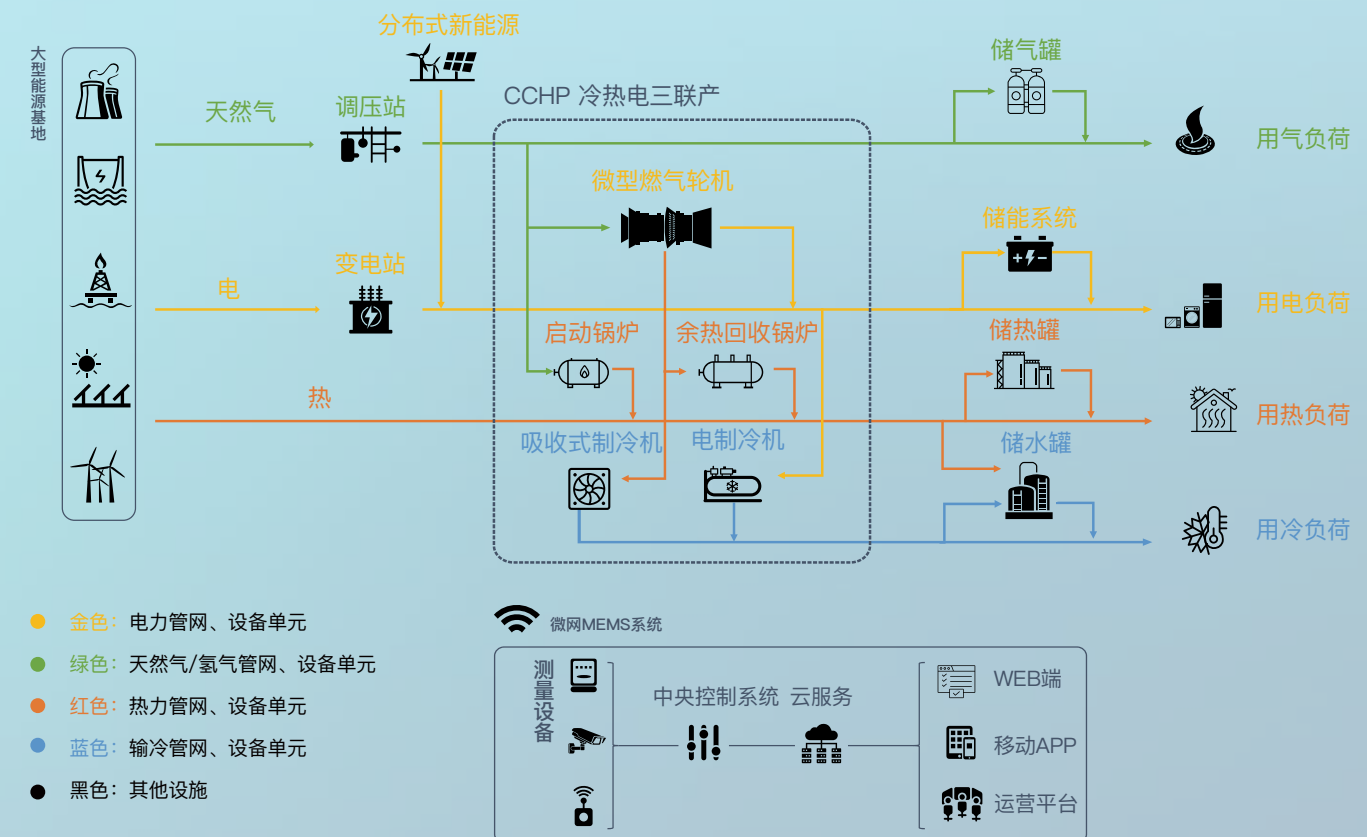 分布式新能源
大型能源基地
储气罐
CCHP 冷热电三联产
天然气
调压站
用气负荷
微型燃气轮机
储能系统
变电站
电
用电负荷
启动锅炉
余热回收锅炉
储热罐
热
用热负荷
吸收式制冷机
电制冷机
储水罐
用冷负荷
金色：电力管网、设备单元
绿色：天然气/氢气管网、设备单元
红色：热力管网、设备单元
蓝色：输冷管网、设备单元
黑色：其他设施
微网MEMS系统
测量设备
中央控制系统 云服务
WEB端
移动APP
运营平台